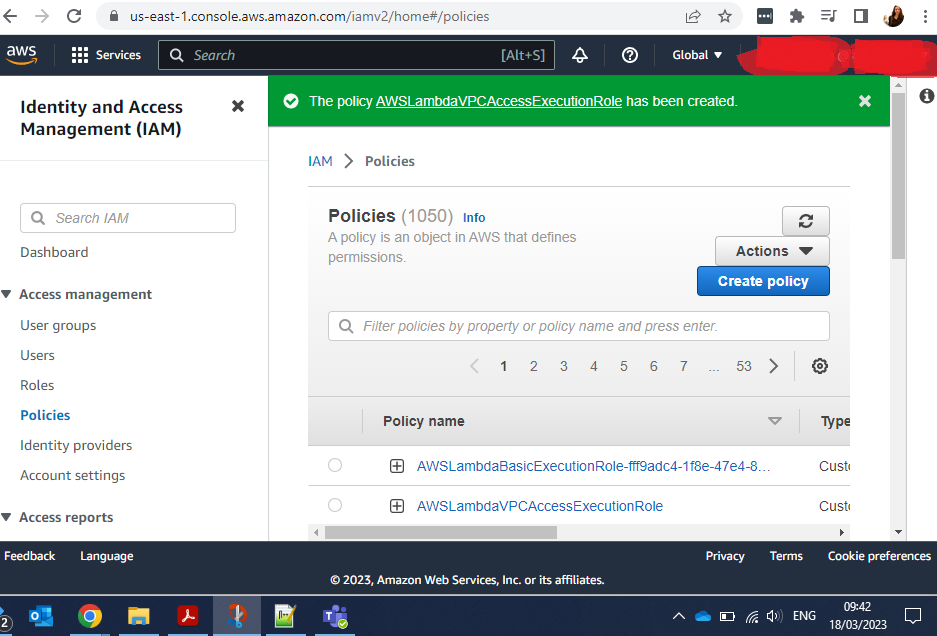 us-east-1.console.aws.amazon.com/iamv2/home#/policies
aws
Services
Search
[Alt+S]
Global
Identity and Access
Management (IAM)
The policy AWSLambdaVPCAccessExecutionRole has been created.
IAM
Policies
Search IAM
Dashboard
Access management
User groups
Users
Roles
Policies
Identity providers
Account settings
Access reports
Policies (1050) Info
A policy is an object in AWS that defines
permissions.
Actions
Create policy
Filter policies by property or policy name and press enter.
1 2 3 4 5 6 7 ... 53
Policy name
Type
AWSLambdaBasicExecutionRole-fff9adc4-1f8e-47e4-8...
Custo
AWSLambdaVPCAccessExecutionRole
Custo
Feedback
Language
Privacy
Terms
Cookie preferences
© 2023, Amazon Web Services, Inc. or its affiliates.
2
ENG
09:42
18/03/2023